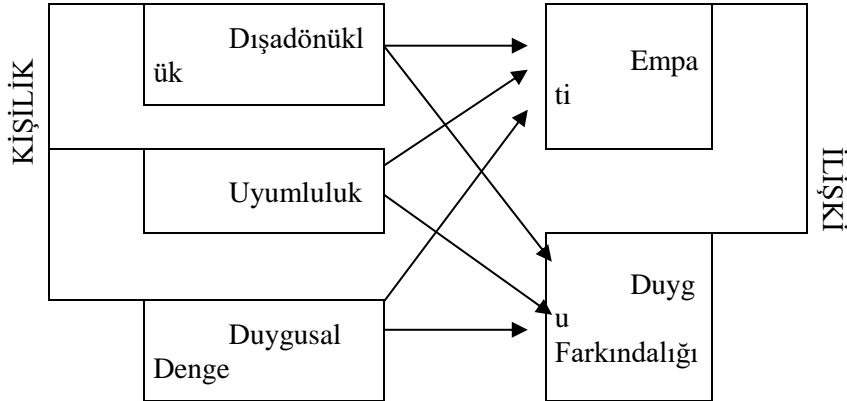 KİŞİLİK
Dışadönükl
ük
Uyumluluk
Duygusal
Denge
Empa
ti
Duyg
u
Farkındalığı
İLİŞKİ